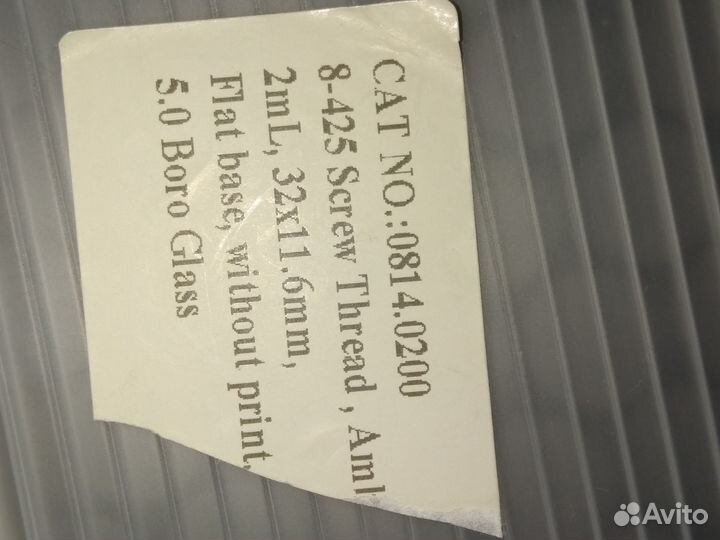 CAT NO.:0814.0200
8-425 Screw Thread , Aml
2mL, 32x11.6mm,
Flat base, without print,
5.0 Boro Glass
Avito